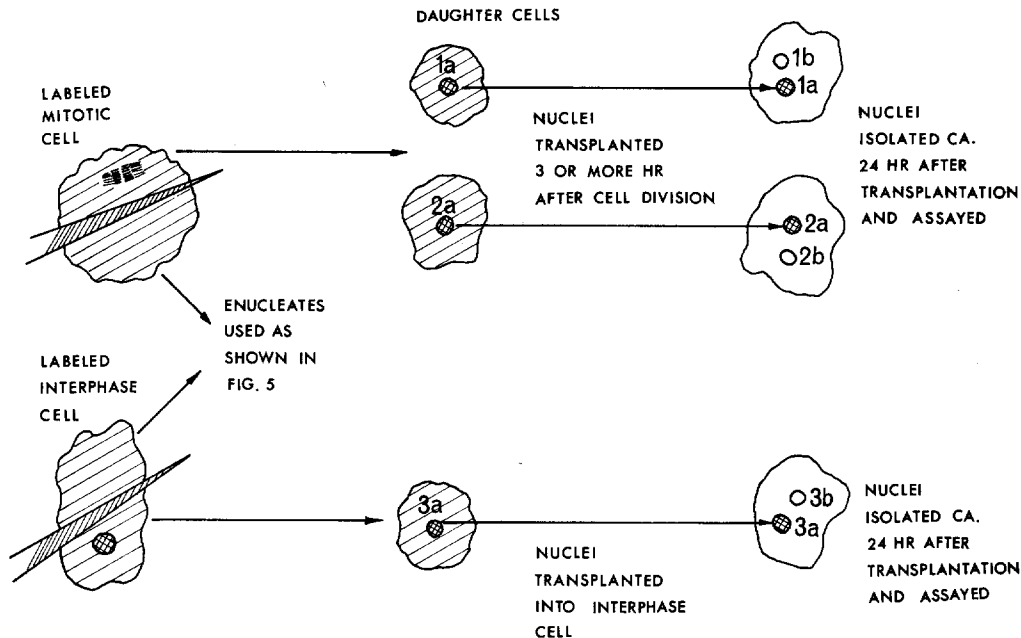 DAUGHTER CELLS
LABELED
MITOTIC
CELL
1a
1b
1a
NUCLEI
TRANSPLANTED
3 OR MORE HR
AFTER CELL DIVISION
NUCLEI
ISOLATED CA.
24 HR AFTER
TRANSPLANTATION
AND ASSAYED
2a
2a
2b
ENUCLEATES
USED AS
SHOWN IN
FIG. 5
LABELED
INTERPHASE
CELL
3a
3b
3a
NUCLEI
TRANSPLANTED
INTO INTERPHASE
CELL
NUCLEI
ISOLATED CA.
24 HR AFTER
TRANSPLANTATION
AND ASSAYED